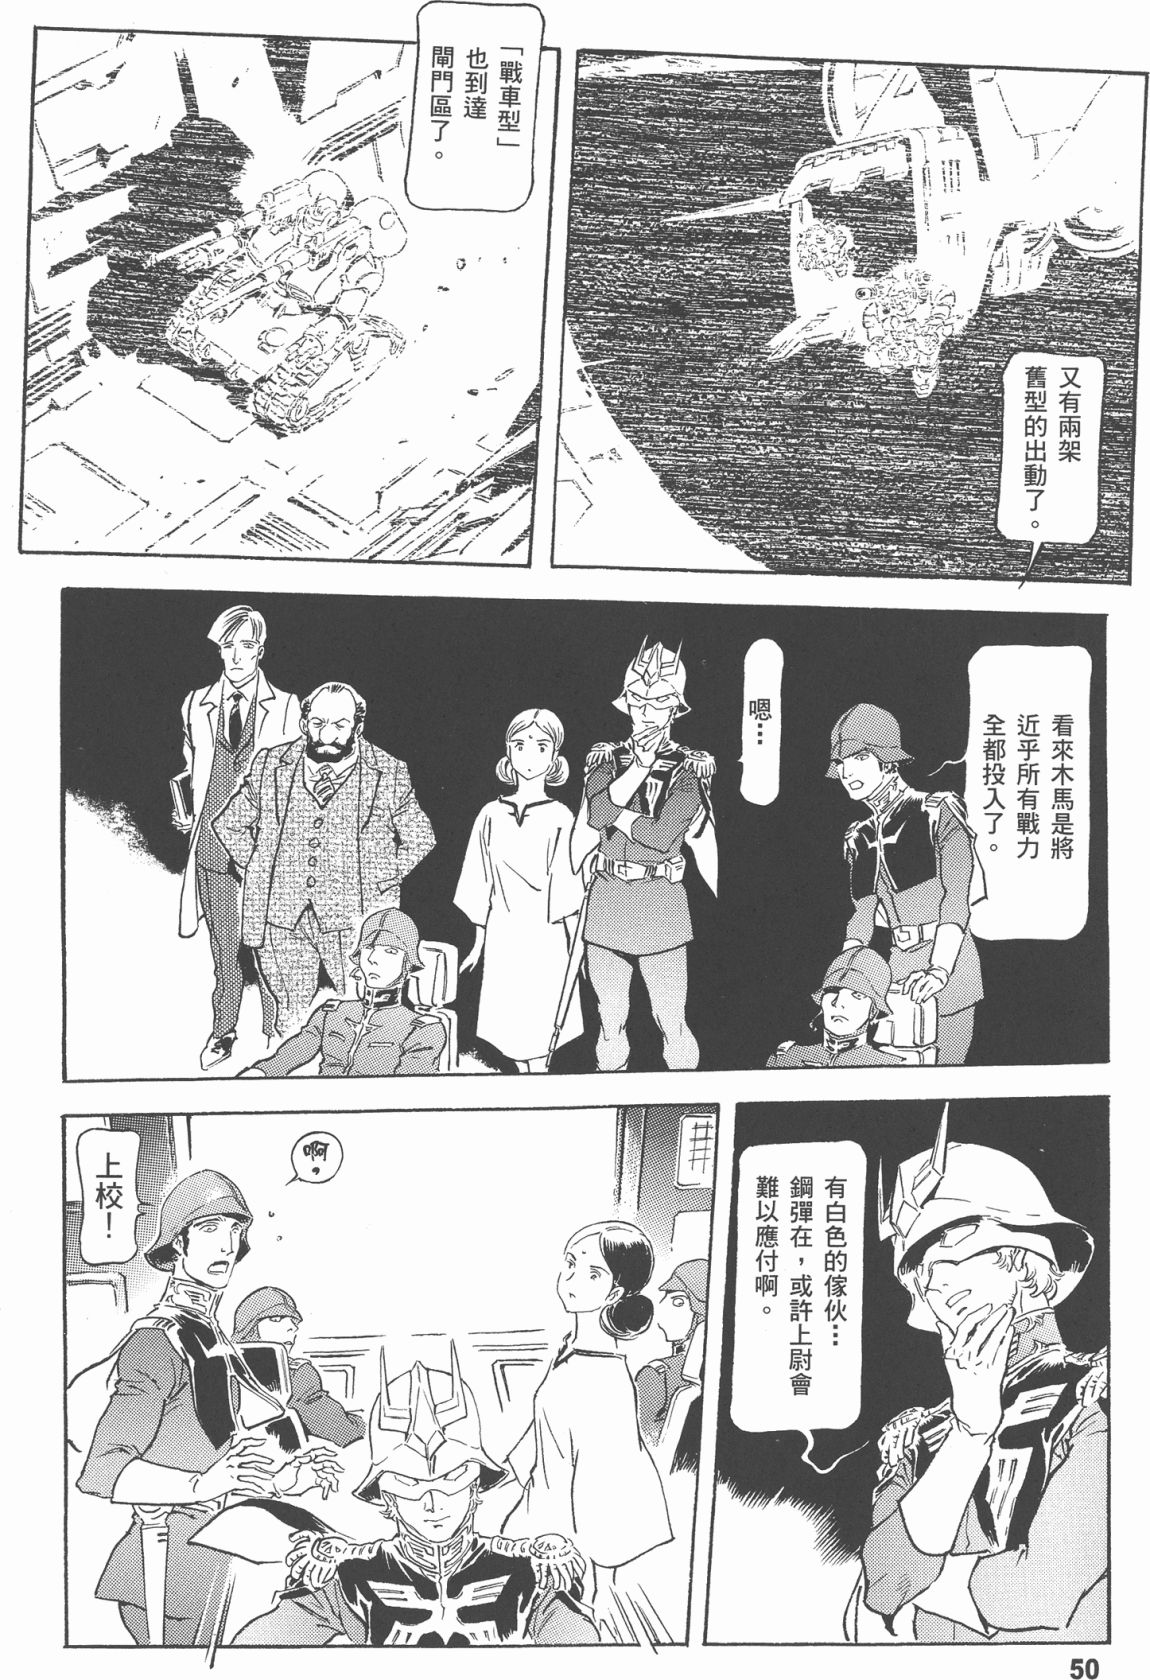 又有兩架
舊型的出動了。
「戰車型」
也到達
閘門區了。
看來木馬是將
近乎所有戰力
全都投入了。
嗯…
有白色的傢伙…
鋼彈在，或許上尉會
難以應付啊。
啊，
上校！
50